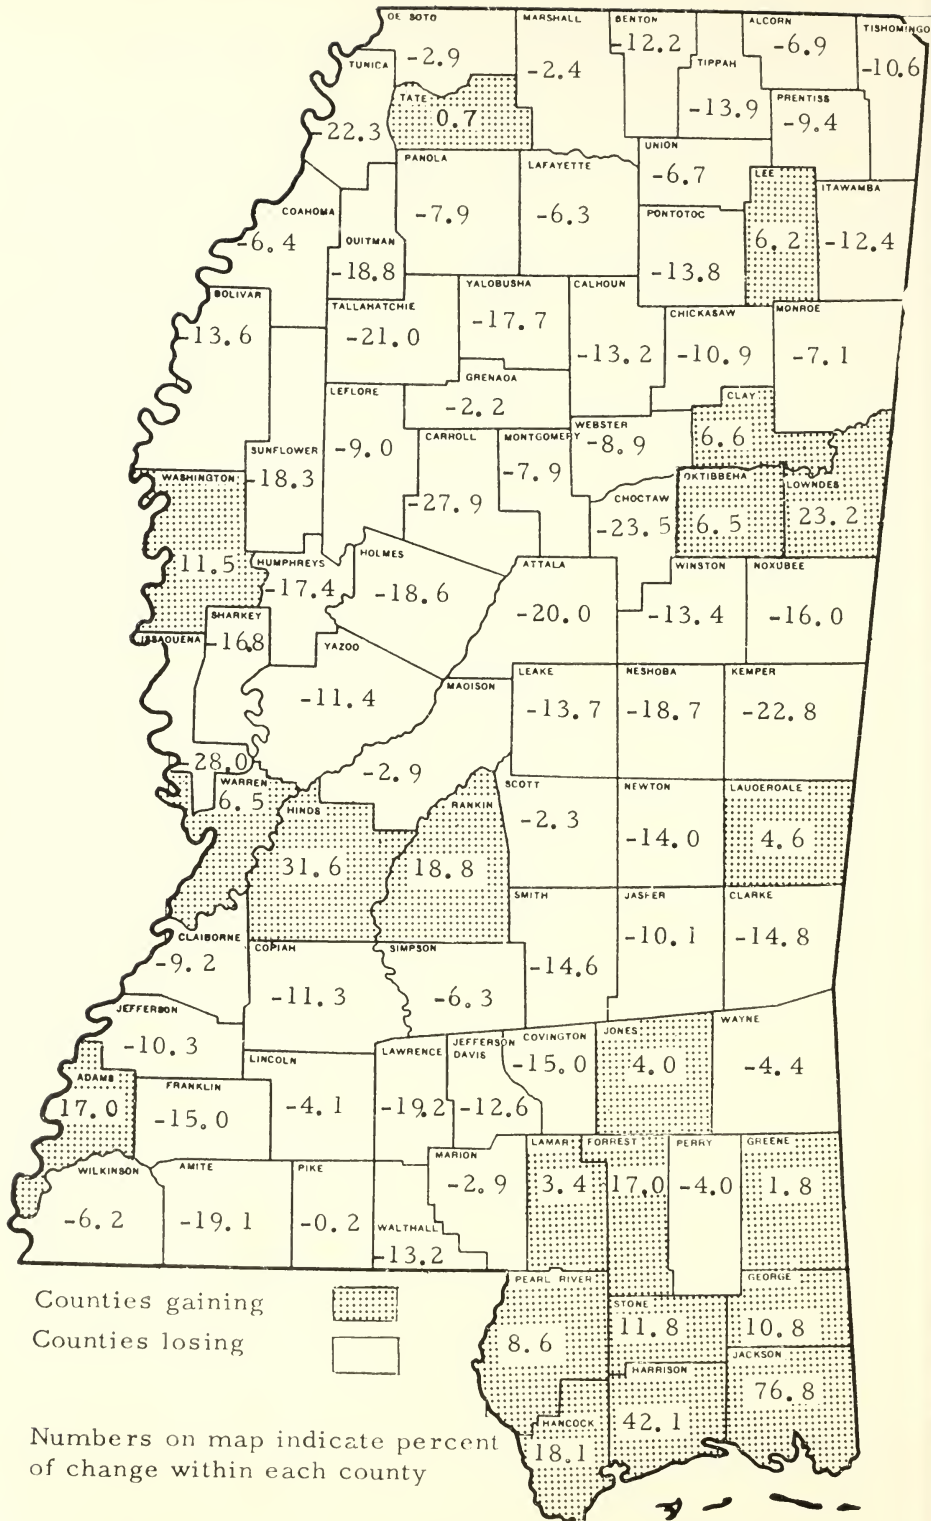 DE SOTO
-2.9
MARSHALL
-2.4
BENTON
-12.2
TIPPAH
-13.9
ALCORN
-6.9
TISHOMINGO
-10.6
TUNICA
-22.3
TATE
0.7
PRENTISS
-9.4
PANOLA
-7.9
LAFAYETTE
-6.3
UNION
-6.7
LEE
6.2
ITAWAMBA
-12.4
COAHOMA
-6.4
QUITMAN
-18.8
PONTOTOC
-13.8
BOLIVAR
-13.6
TALLAHATCHIE
-21.0
YALOBUSHA
-17.7
CALHOUN
-13.2
CHICKASAW
-10.9
MONROE
-7.1
LEFLORE
-9.0
GRENADA
-2.2
CLAY
6.6
SUNFLOWER
-18.3
CARROLL
-27.9
MONTGOMERY
-7.9
WEBSTER
-8.9
WASHINGTON
11.5
CHOCTAW
-23.5
OKTIBBEHA
6.5
LOWNDES
23.2
HUMPHREYS
-17.4
HOLMES
-18.6
ATTALA
-20.0
WINSTON
-13.4
NOXUBEE
-16.0
SHARKEY
-16.8
ISSAQUENA
-28.0
YAZOO
-11.4
MADISON
-2.9
LEAKE
-13.7
NESHOBA
-18.7
KEMPER
-22.8
WARREN
6.5
HINDS
31.6
RANKIN
18.8
SCOTT
-2.3
NEWTON
-14.0
LAUDERDALE
4.6
SMITH
-14.6
JASPER
-10.1
CLARKE
-14.8
CLAIBORNE
-9.2
COPIAH
-11.3
SIMPSON
-6.3
JEFFERSON
-10.3
LINCOLN
-4.1
LAWRENCE
-19.2
JEFFERSON
DAVIS
-12.6
COVINGTON
-15.0
JONES
4.0
WAYNE
-4.4
ADAMS
17.0
FRANKLIN
-15.0
WILKINSON
-6.2
AMITE
-19.1
PIKE
-0.2
WALTHALL
-13.2
MARION
-2.9
LAMAR
3.4
FORREST
17.0
PERRY
-4.0
GREENE
1.8
PEARL RIVER
8.6
STONE
11.8
GEORGE
10.8
HANCOCK
18.1
HARRISON
42.1
JACKSON
76.8
Counties gaining
Counties losing
Numbers on map indicate percent
of change within each county